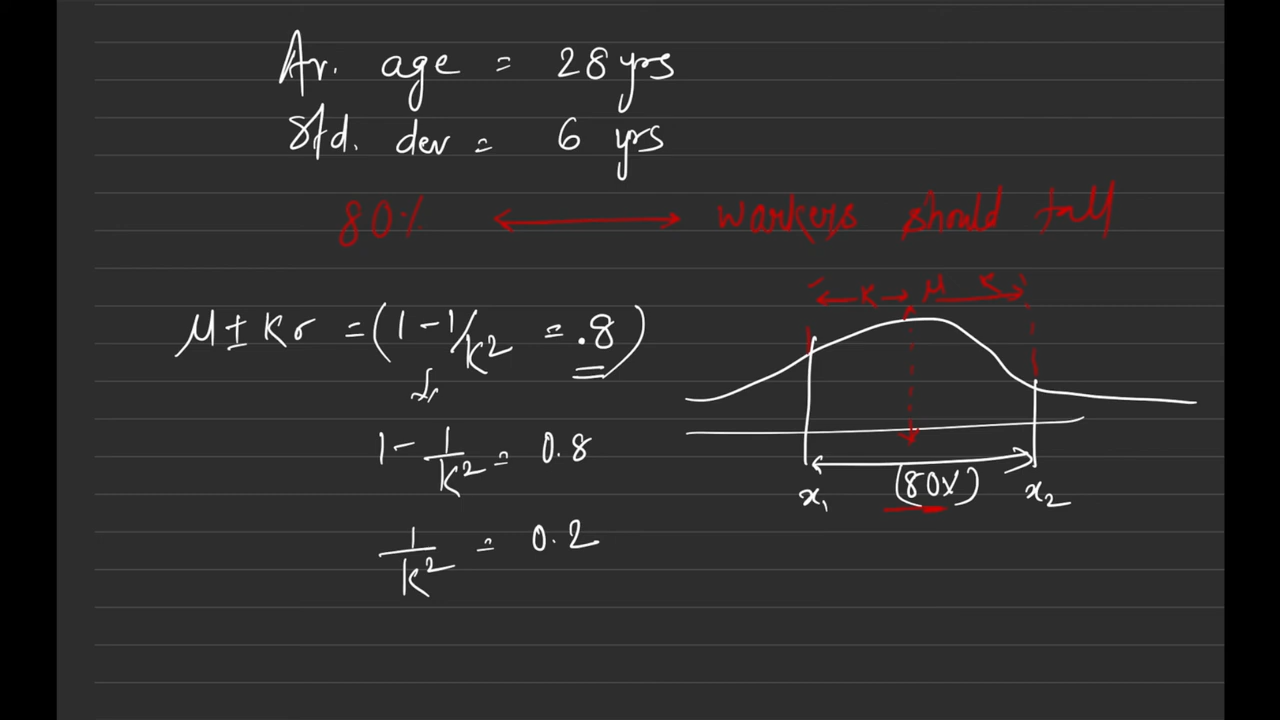 Av. age = 28 yrs
Std. dev = 6 yrs
80% ⟷ workers should fall
μ ± Kσ = (1 - 1/K² = .8)
1 - 1/K² = 0.8
1/K² = 0.2
K μ K
x₁ (80%) x₂